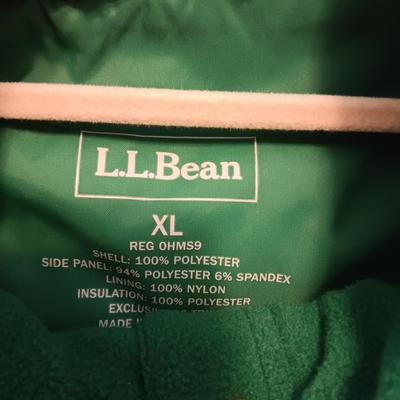 L.L.Bean
XL
REG 0HMS9
SHELL: 100% POLYESTER
SIDE PANEL: 94% POLYESTER 6% SPANDEX
LINING: 100% NYLON
INSULATION: 100% POLYESTER
MADE